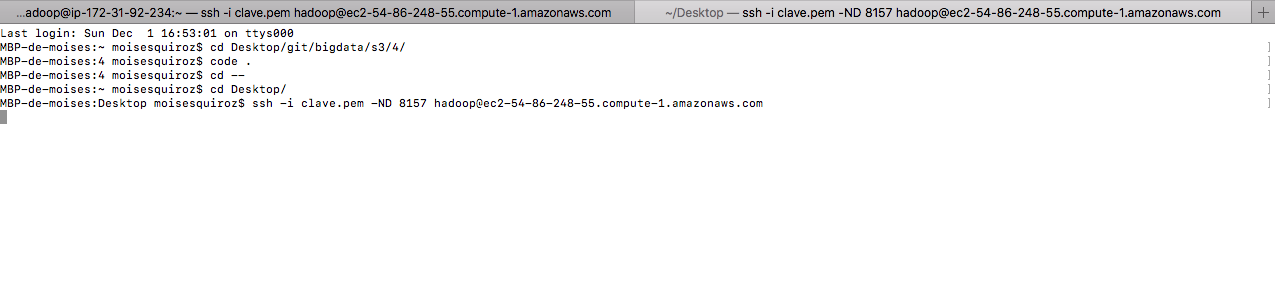 ...adoop@ip-172-31-92-234:~ — ssh -i clave.pem hadoop@ec2-54-86-248-55.compute-1.amazonaws.com
~/Desktop — ssh -i clave.pem -ND 8157 hadoop@ec2-54-86-248-55.compute-1.amazonaws.com
+
Last login: Sun Dec  1 16:53:01 on ttys000
MBP-de-moises:~ moisesquiroz$ cd Desktop/git/bigdata/s3/4/ ]
MBP-de-moises:4 moisesquiroz$ code . ]
MBP-de-moises:4 moisesquiroz$ cd -- ]
MBP-de-moises:~ moisesquiroz$ cd Desktop/ ]
MBP-de-moises:Desktop moisesquiroz$ ssh -i clave.pem -ND 8157 hadoop@ec2-54-86-248-55.compute-1.amazonaws.com ]